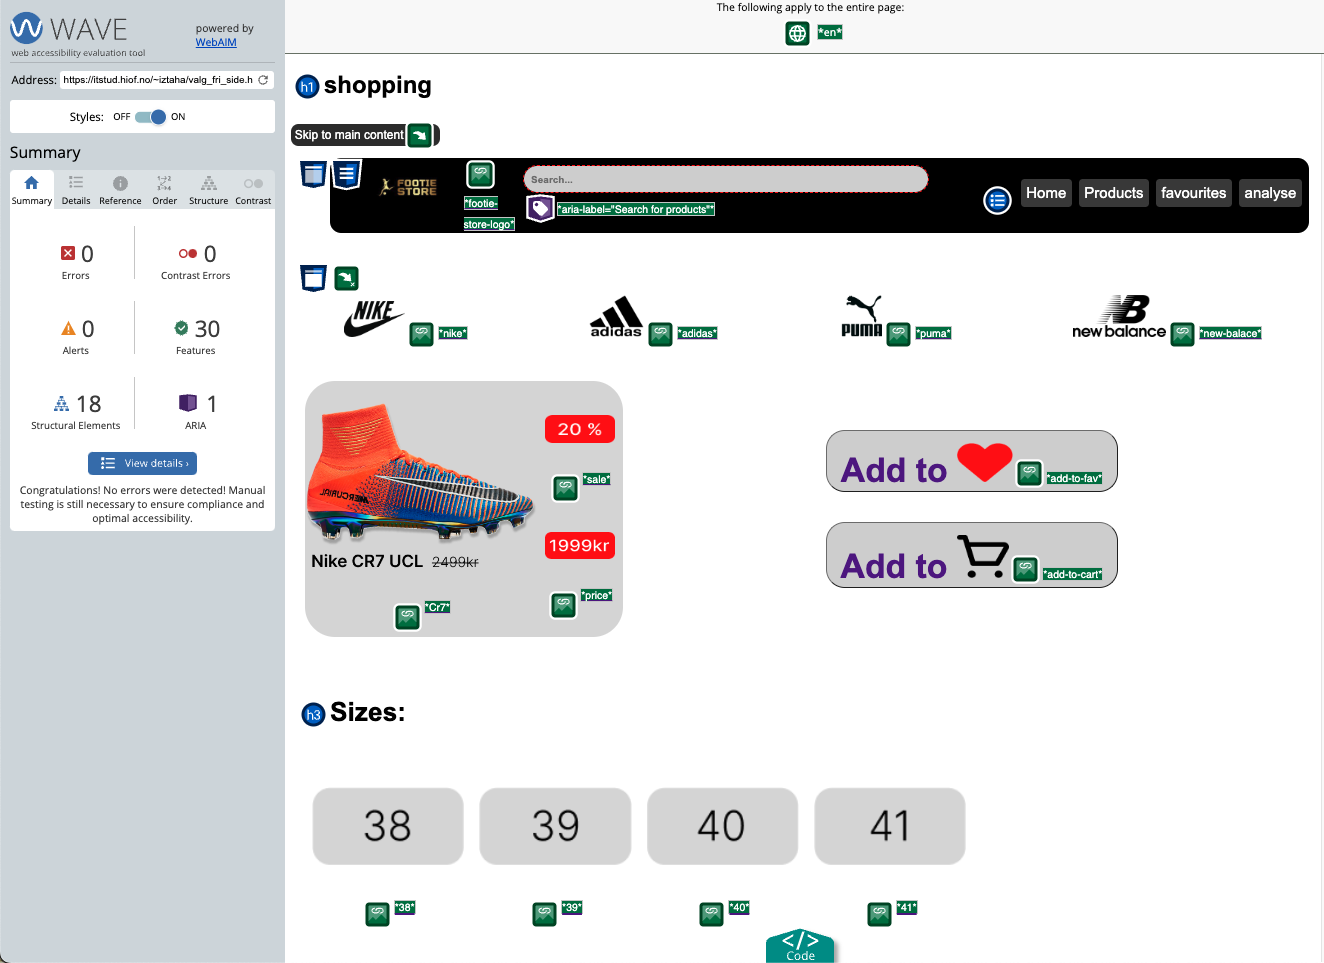 WAVE
web accessibility evaluation tool
powered by
WebAIM
Address: https://itstud.hiof.no/~iztaha/valg_fri_side.h
Styles: OFF ON
Summary
Summary Details Reference Order Structure Contrast
0
Errors
0
Contrast Errors
0
Alerts
30
Features
18
Structural Elements
1
ARIA
View details ›
Congratulations! No errors were detected! Manual
testing is still necessary to ensure compliance and
optimal accessibility.
The following apply to the entire page:
*en*
h1 shopping
Skip to main content
FOOTIE
STORE
*footie-
store-logo*
Search...
*aria-label="Search for products"*
Home Products favourites analyse
NIKE *nike*
adidas *adidas*
PUMA *puma*
new balance *new-balace*
MERCURIAL
20 %
*sale*
1999kr
*price*
Nike CR7 UCL 2499kr
*Cr7*
Add to *add-to-fav*
Add to *add-to-cart*
h3 Sizes:
38 39 40 41
*38* *39* *40* *41*
</> Code